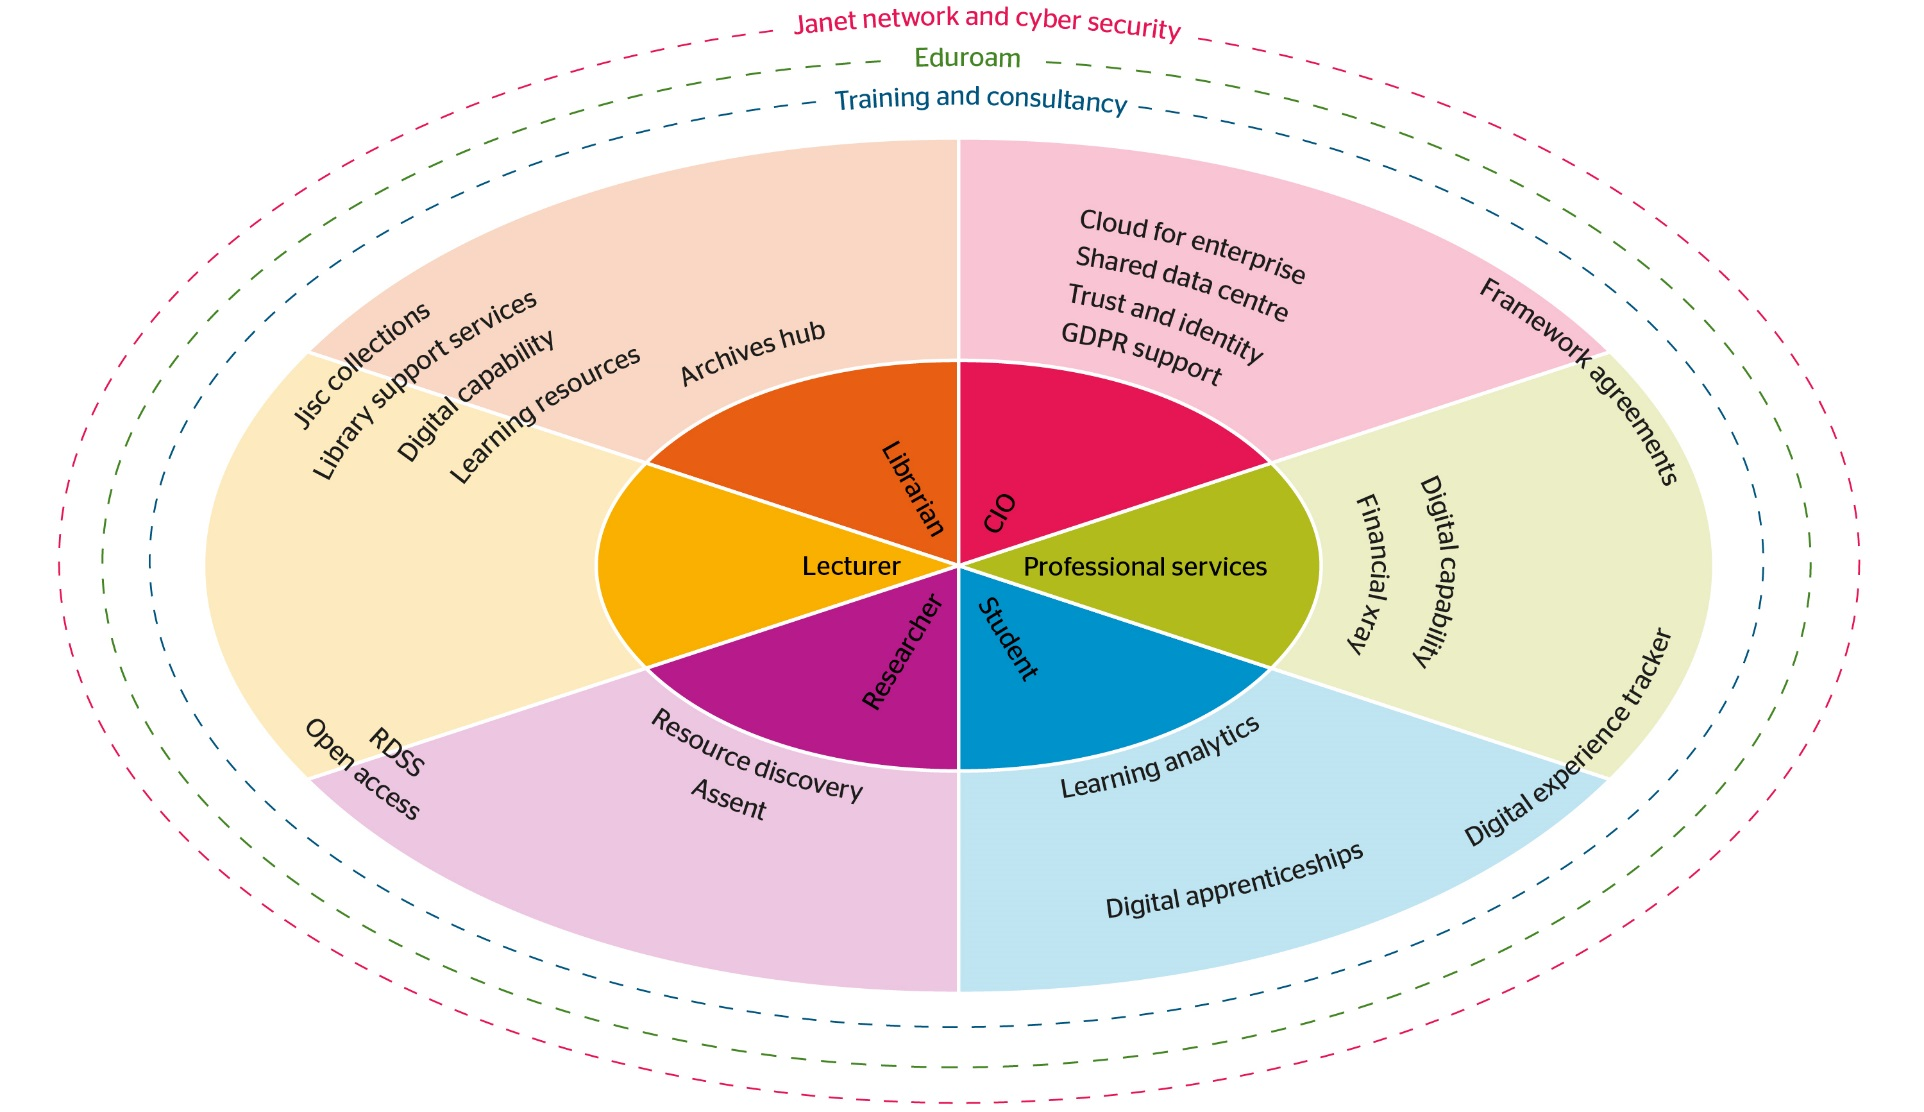 Janet network and cyber security
Eduroam
Training and consultancy
Cloud for enterprise
Shared data centre
Trust and identity
GDPR support
Framework agreements
Jisc collections
Library support services
Digital capability
Learning resources
Archives hub
Librarian
CIO
Lecturer
Professional services
Researcher
Student
Financial xray
Digital capability
Digital experience tracker
Open access
RDSS
Resource discovery
Assent
Learning analytics
Digital apprenticeships